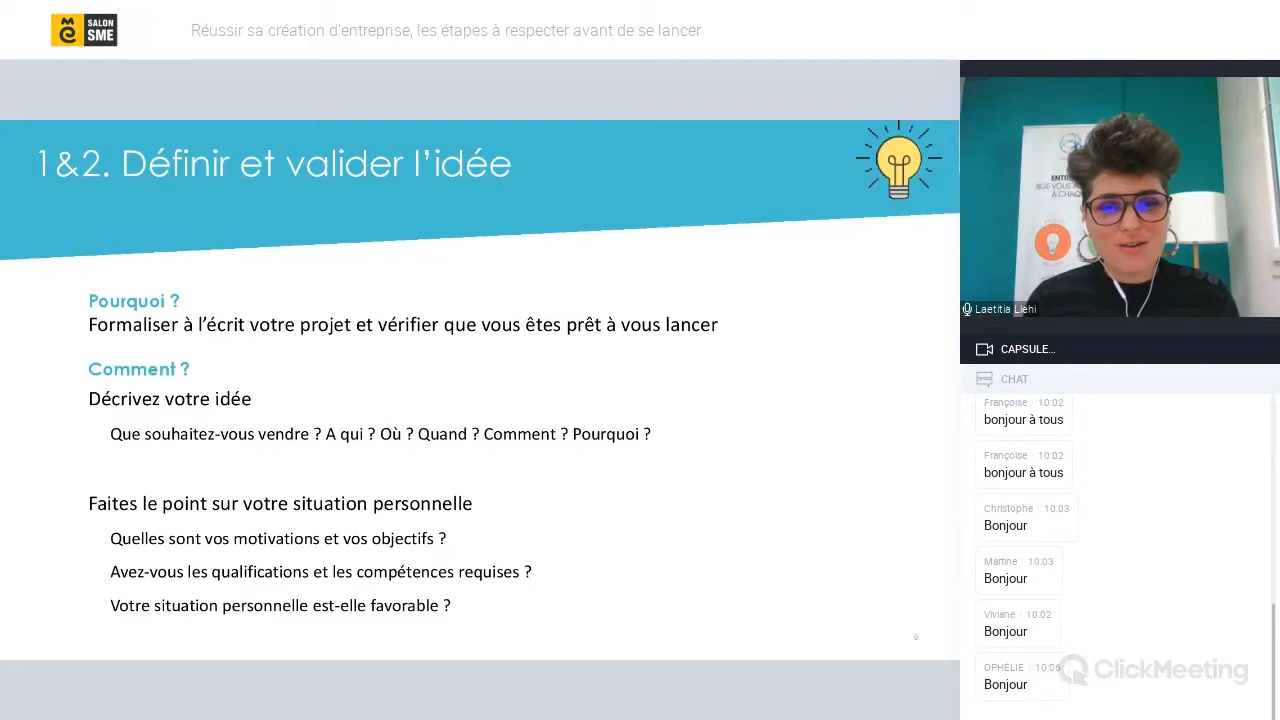 SALON
SME
Réussir sa création d'entreprise, les étapes à respecter avant de se lancer
1&2. Définir et valider l'idée
Pourquoi ?
Formaliser à l'écrit votre projet et vérifier que vous êtes prêt à vous lancer
Comment ?
Décrivez votre idée
Que souhaitez-vous vendre ? A qui ? Où ? Quand ? Comment ? Pourquoi ?
Faites le point sur votre situation personnelle
Quelles sont vos motivations et vos objectifs ?
Avez-vous les qualifications et les compétences requises ?
Votre situation personnelle est-elle favorable ?
6
À CHAQ
Laetitia Llehi
CAPSULE...
CHAT
Françoise 10:02
bonjour à tous
Françoise 10:02
bonjour à tous
Christophe 10:03
Bonjour
Martine 10:03
Bonjour
Viviane 10:02
Bonjour
OPHÉLIE 10:06
Bonjour
ClickMeeting